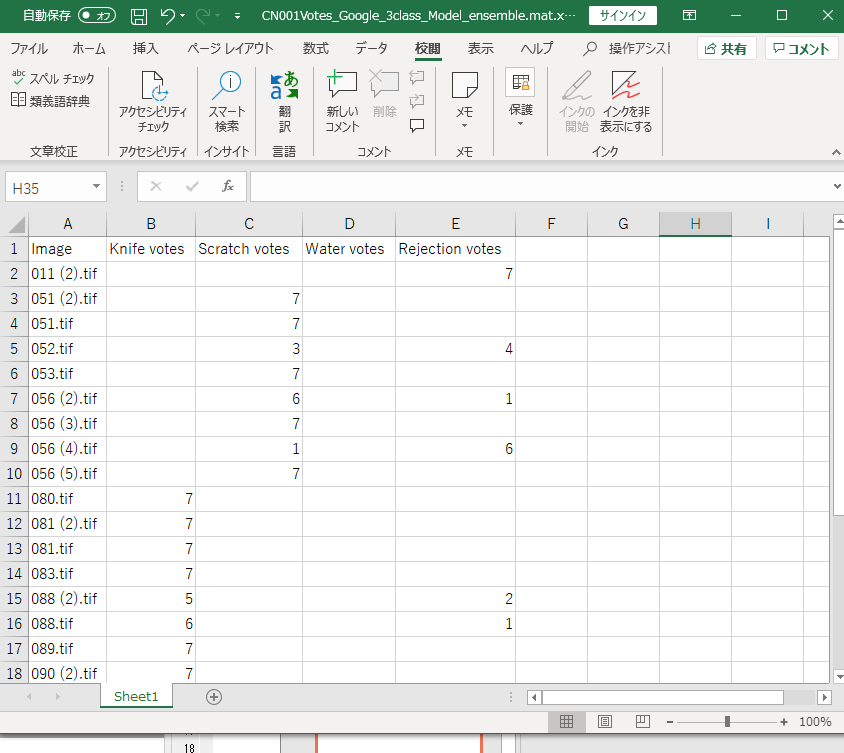 自動保存 オフ CN001Votes_Google_3class_Model_ensemble.mat.x… サインイン
ファイル ホーム 挿入 ページ レイアウト 数式 データ 校閲 表示 ヘルプ 操作アシスト 共有 コメント
abc スペル チェック
類義語辞典
文章校正
アクセシビリティ
チェック
アクセシビリティ
スマート
検索
インサイト
翻
訳
言語
新しい
コメント
削除
コメント
メモ
メモ
保護
インクの
開始
インクを非
表示にする
インク
H35 fx
A B C D E F G H I
1 Image Knife votes Scratch votes Water votes Rejection votes
2 011 (2).tif 7
3 051 (2).tif 7
4 051.tif 7
5 052.tif 3 4
6 053.tif 7
7 056 (2).tif 6 1
8 056 (3).tif 7
9 056 (4).tif 1 6
10 056 (5).tif 7
11 080.tif 7
12 081 (2).tif 7
13 081.tif 7
14 083.tif 7
15 088 (2).tif 5 2
16 088.tif 6 1
17 089.tif 7
18 090 (2).tif 7
Sheet1
100%
18